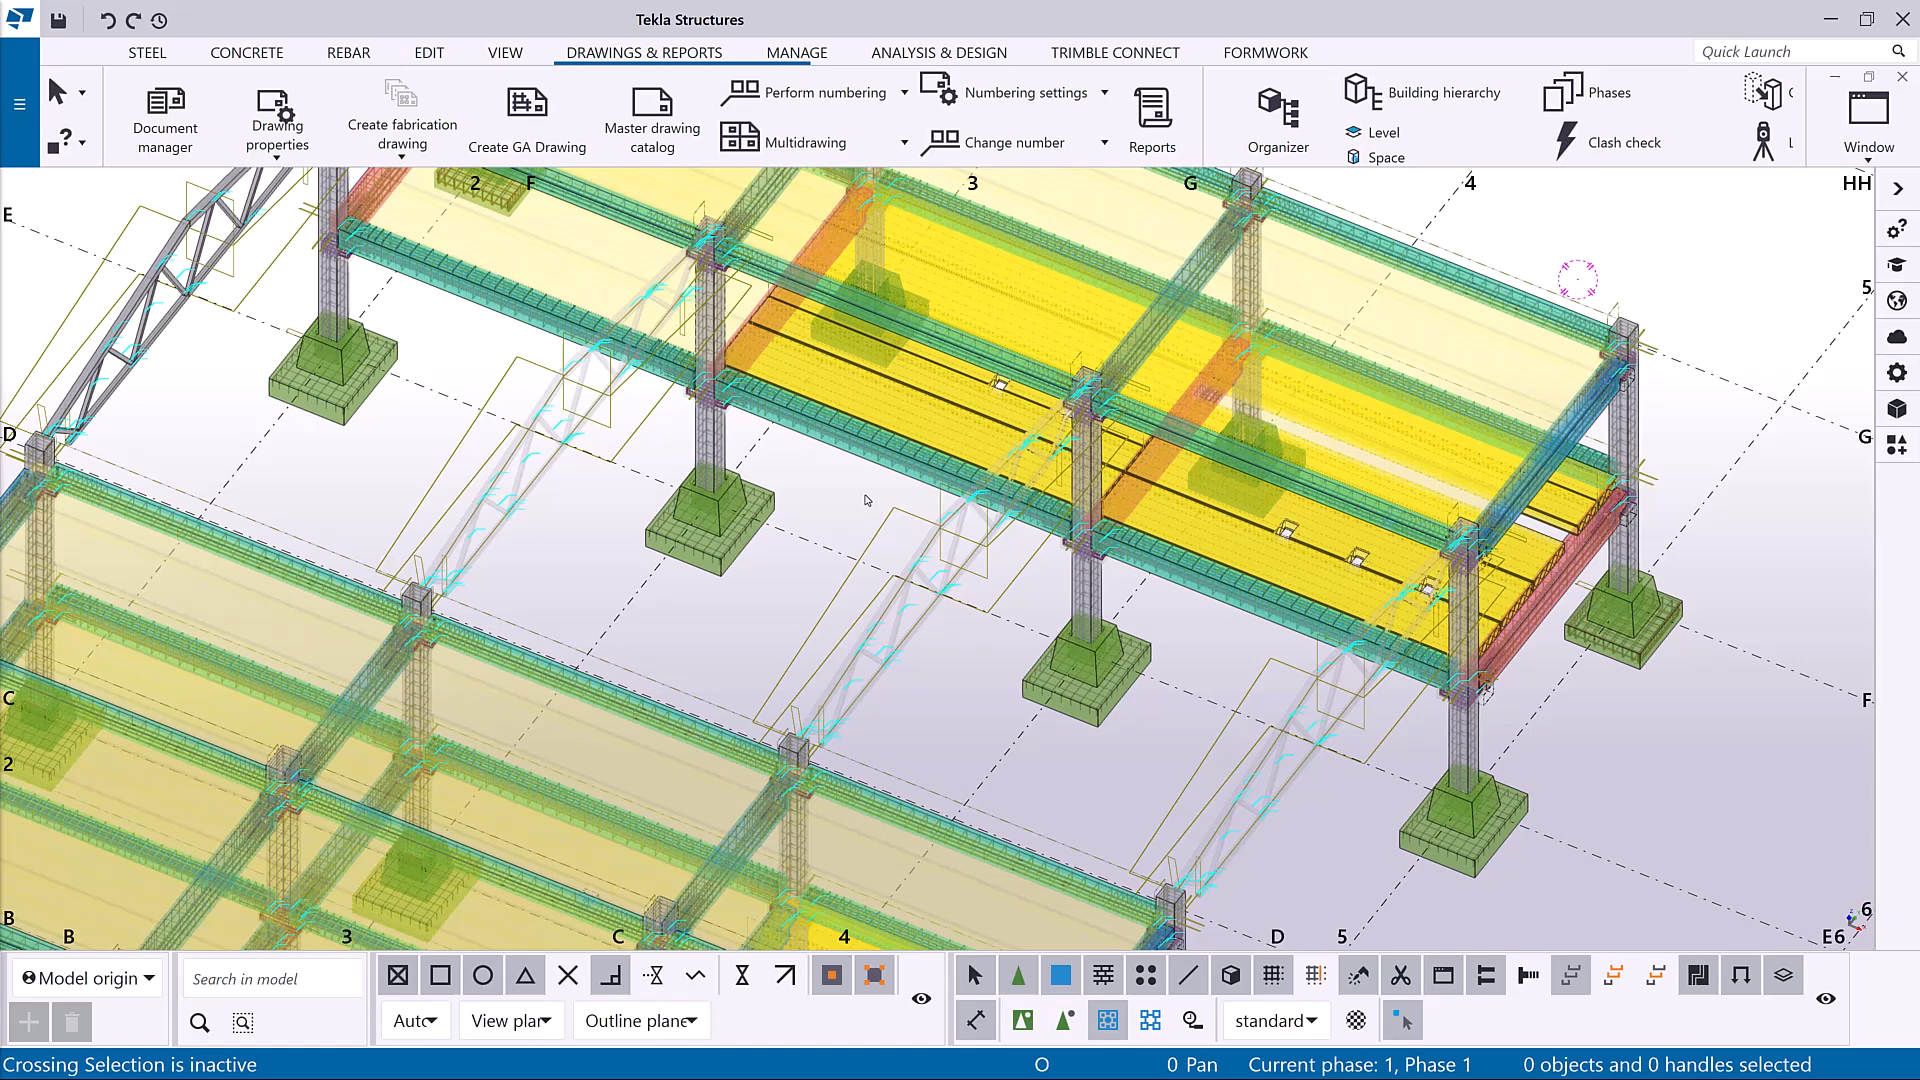 Tekla Structures
STEEL CONCRETE REBAR EDIT VIEW DRAWINGS & REPORTS MANAGE ANALYSIS & DESIGN TRIMBLE CONNECT FORMWORK
Quick Launch
Document manager
Drawing properties
Create fabrication drawing
Create GA Drawing
Master drawing catalog
Perform numbering
Multidrawing
Numbering settings
Change number
Reports
Organizer
Building hierarchy
Level
Space
Phases
Clash check
Window
2 F 3 G 4 HH
E
5
D
G
C
F
2
B
6
B 3 C 4 D 5 E6
Model origin
Search in model
View plan
Outline plane
standard
Crossing Selection is inactive
O
0 Pan
Current phase: 1, Phase 1
0 objects and 0 handles selected